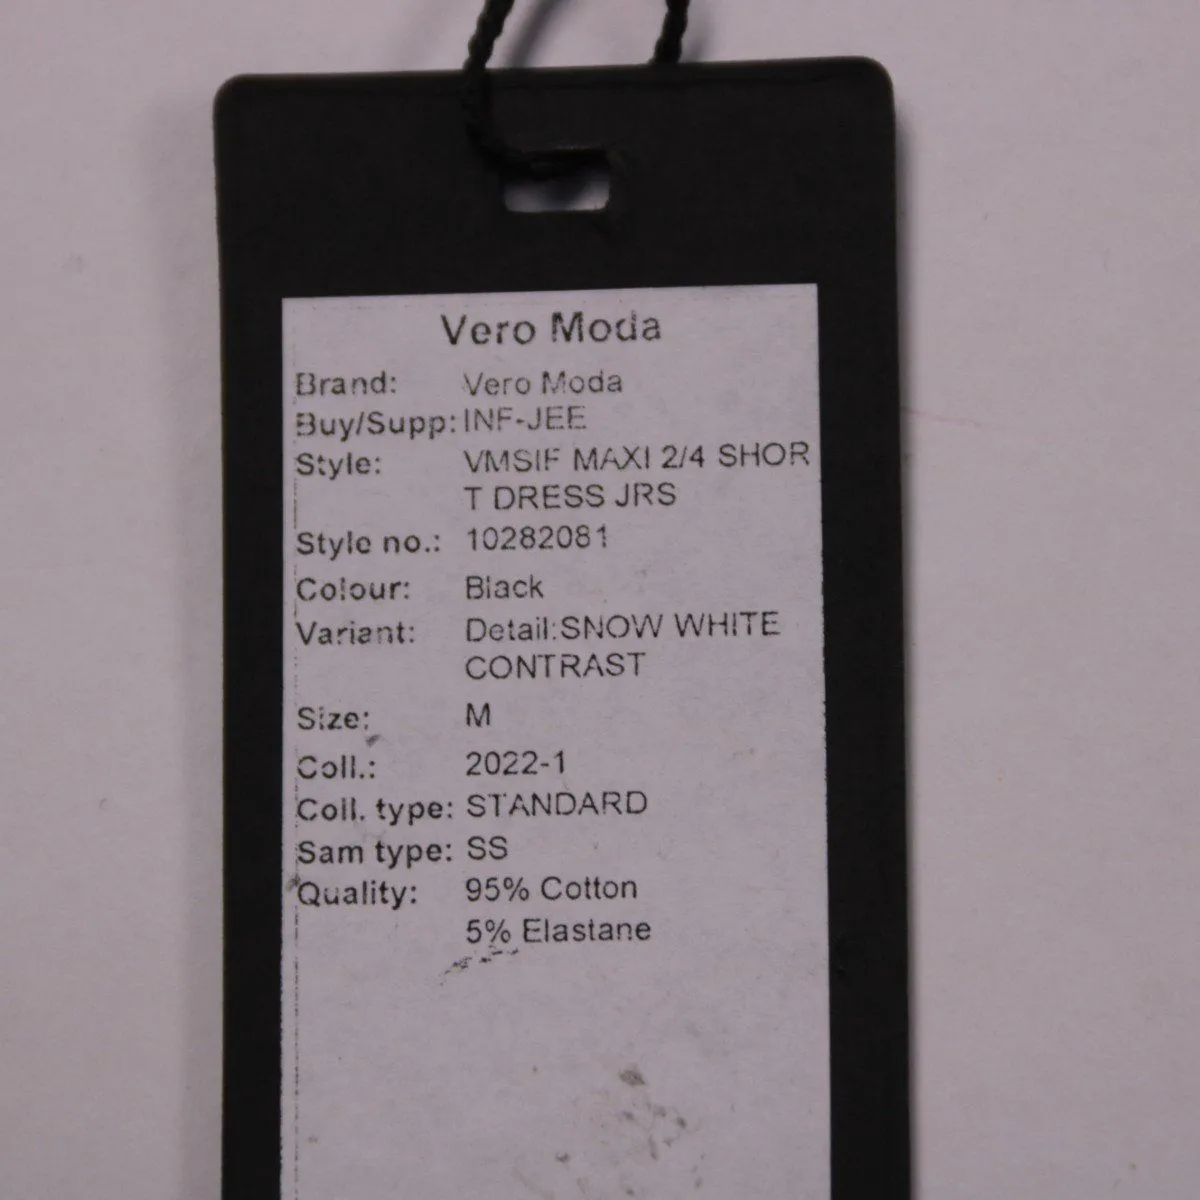 Vero Moda
Brand: Vero Moda
Buy/Supp: INF-JEE
Style: VMSIF MAXI 2/4 SHOR
T DRESS JRS
Style no.: 10282081
Colour: Black
Variant: Detail:SNOW WHITE
CONTRAST
Size: M
Coll.: 2022-1
Coll. type: STANDARD
Sam type: SS
Quality: 95% Cotton
5% Elastane